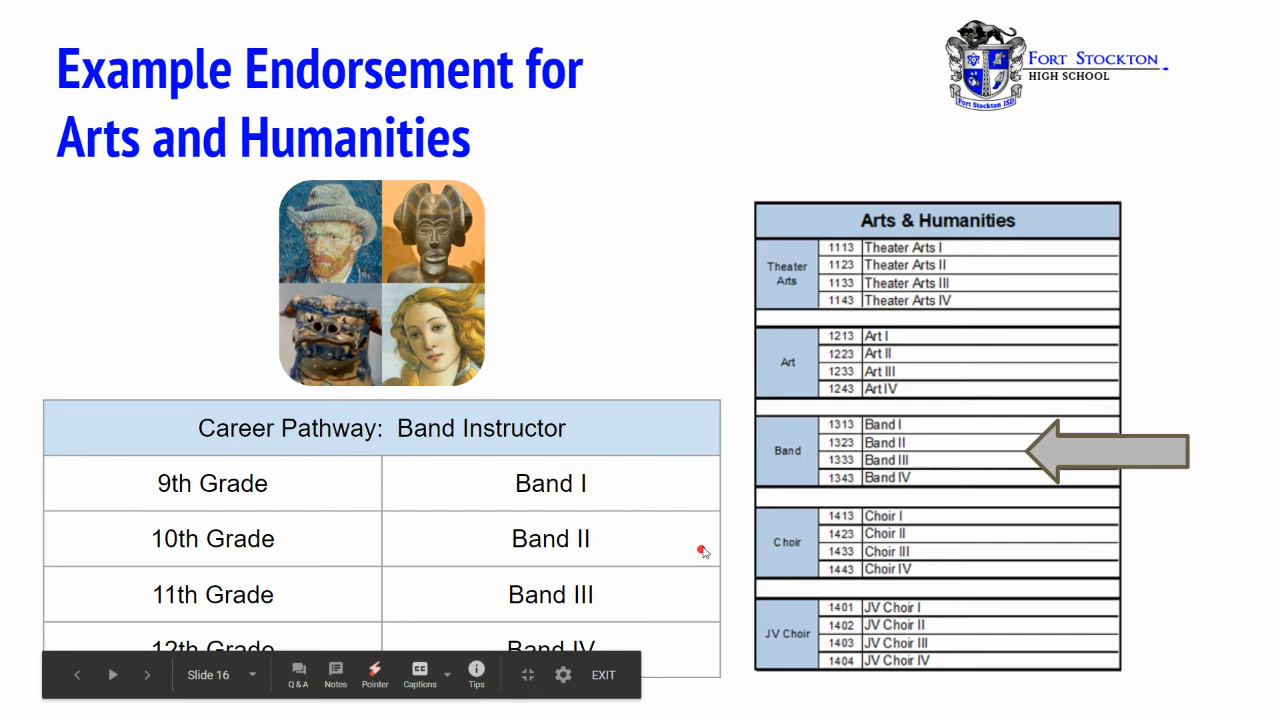 Example Endorsement for
Arts and Humanities
FORT STOCKTON
HIGH SCHOOL
Fort Stockton ISD
Career Pathway: Band Instructor
9th Grade Band I
10th Grade Band II
11th Grade Band III
12th Grade Band IV
Arts & Humanities
Theater Arts
1113 Theater Arts I
1123 Theater Arts II
1133 Theater Arts III
1143 Theater Arts IV
Art
1213 Art I
1223 Art II
1233 Art III
1243 Art IV
Band
1313 Band I
1323 Band II
1333 Band III
1343 Band IV
Choir
1413 Choir I
1423 Choir II
1433 Choir III
1443 Choir IV
JV Choir
1401 JV Choir I
1402 JV Choir II
1403 JV Choir III
1404 JV Choir IV
Slide 16
Q & A
Notes
Pointer
CC
Captions
Tips
EXIT